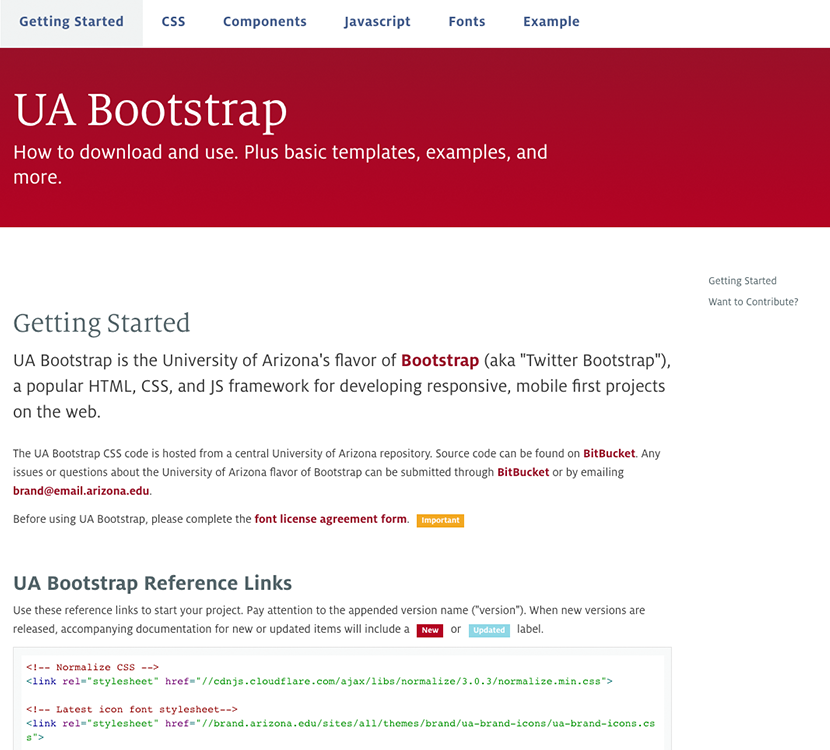 Getting Started CSS Components Javascript Fonts Example
UA Bootstrap
How to download and use. Plus basic templates, examples, and
more.
Getting Started
Want to Contribute?
Getting Started
UA Bootstrap is the University of Arizona's flavor of Bootstrap (aka "Twitter Bootstrap"),
a popular HTML, CSS, and JS framework for developing responsive, mobile first projects
on the web.
The UA Bootstrap CSS code is hosted from a central University of Arizona repository. Source code can be found on BitBucket. Any
issues or questions about the University of Arizona flavor of Bootstrap can be submitted through BitBucket or by emailing
brand@email.arizona.edu.
Before using UA Bootstrap, please complete the font license agreement form. Important
UA Bootstrap Reference Links
Use these reference links to start your project. Pay attention to the appended version name ("version"). When new versions are
released, accompanying documentation for new or updated items will include a New or Updated label.
<!-- Normalize CSS -->
<link rel="stylesheet" href="//cdnjs.cloudflare.com/ajax/libs/normalize/3.0.3/normalize.min.css">
<!-- Latest icon font stylesheet-->
<link rel="stylesheet" href="//brand.arizona.edu/sites/all/themes/brand/ua-brand-icons/ua-brand-icons.cs
s">